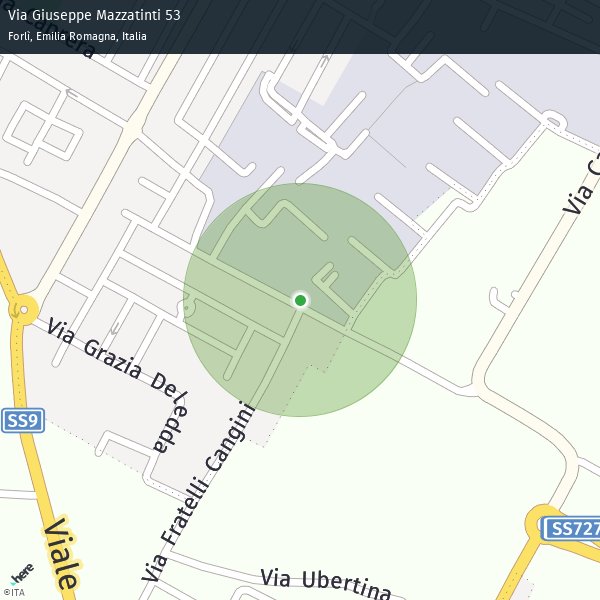 Via Giuseppe Mazzatinti 53
Forlì, Emilia Romagna, Italia
Via
Via Grazia Deledda
SS9
Via Fratelli Cangini
SS727
Viale
Via Ubertina
here
©ITA